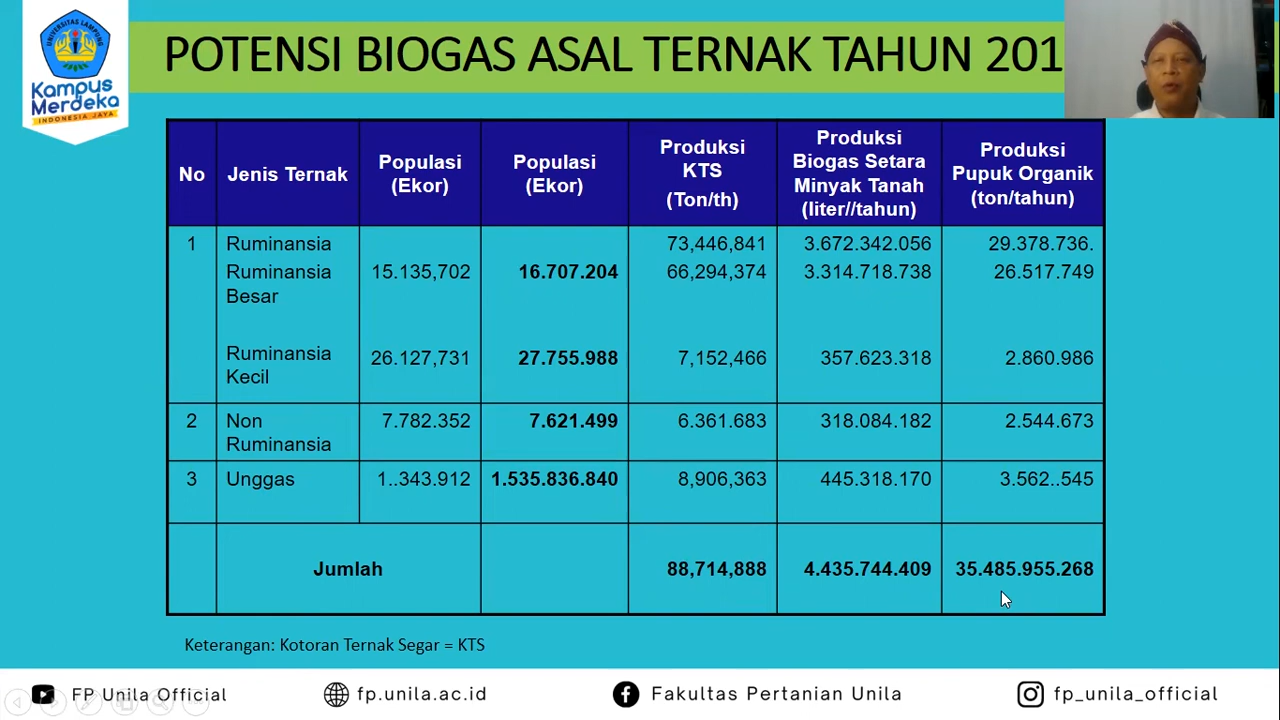 UNIVERSITAS LAMPUNG
Kampus
Merdeka
INDONESIA JAYA
POTENSI BIOGAS ASAL TERNAK TAHUN 201
No Jenis Ternak Populasi (Ekor) Populasi (Ekor) Produksi KTS (Ton/th) Produksi Biogas Setara Minyak Tanah (liter//tahun) Produksi Pupuk Organik (ton/tahun)
1 Ruminansia 73,446,841 3.672.342.056 29.378.736.
Ruminansia Besar 15.135,702 16.707.204 66,294,374 3.314.718.738 26.517.749
Ruminansia Kecil 26.127,731 27.755.988 7,152,466 357.623.318 2.860.986
2 Non Ruminansia 7.782.352 7.621.499 6.361.683 318.084.182 2.544.673
3 Unggas 1..343.912 1.535.836.840 8,906,363 445.318.170 3.562..545
Jumlah 88,714,888 4.435.744.409 35.485.955.268
Keterangan: Kotoran Ternak Segar = KTS
FP Unila Official fp.unila.ac.id Fakultas Pertanian Unila fp_unila_official